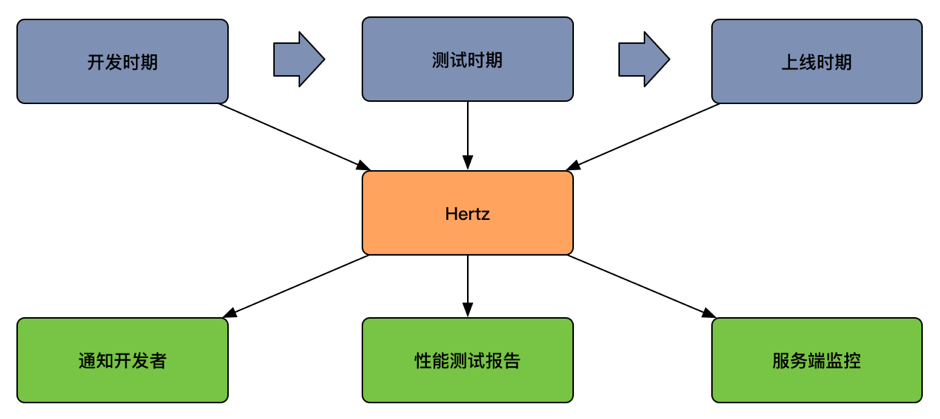 开发时期
测试时期
上线时期
Hertz
通知开发者
性能测试报告
服务端监控